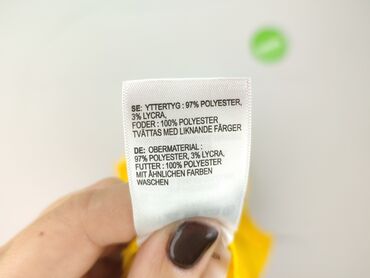 SE: YTTERTYG : 97% POLYESTER,
3% LYCRA,
FODER : 100% POLYESTER
TVÄTTAS MED LIKNANDE FÄRGER
DE: OBERMATERIAL :
97% POLYESTER, 3% LYCRA,
FUTTER : 100% POLYESTER
MIT ÄHNLICHEN FARBEN
WASCHEN